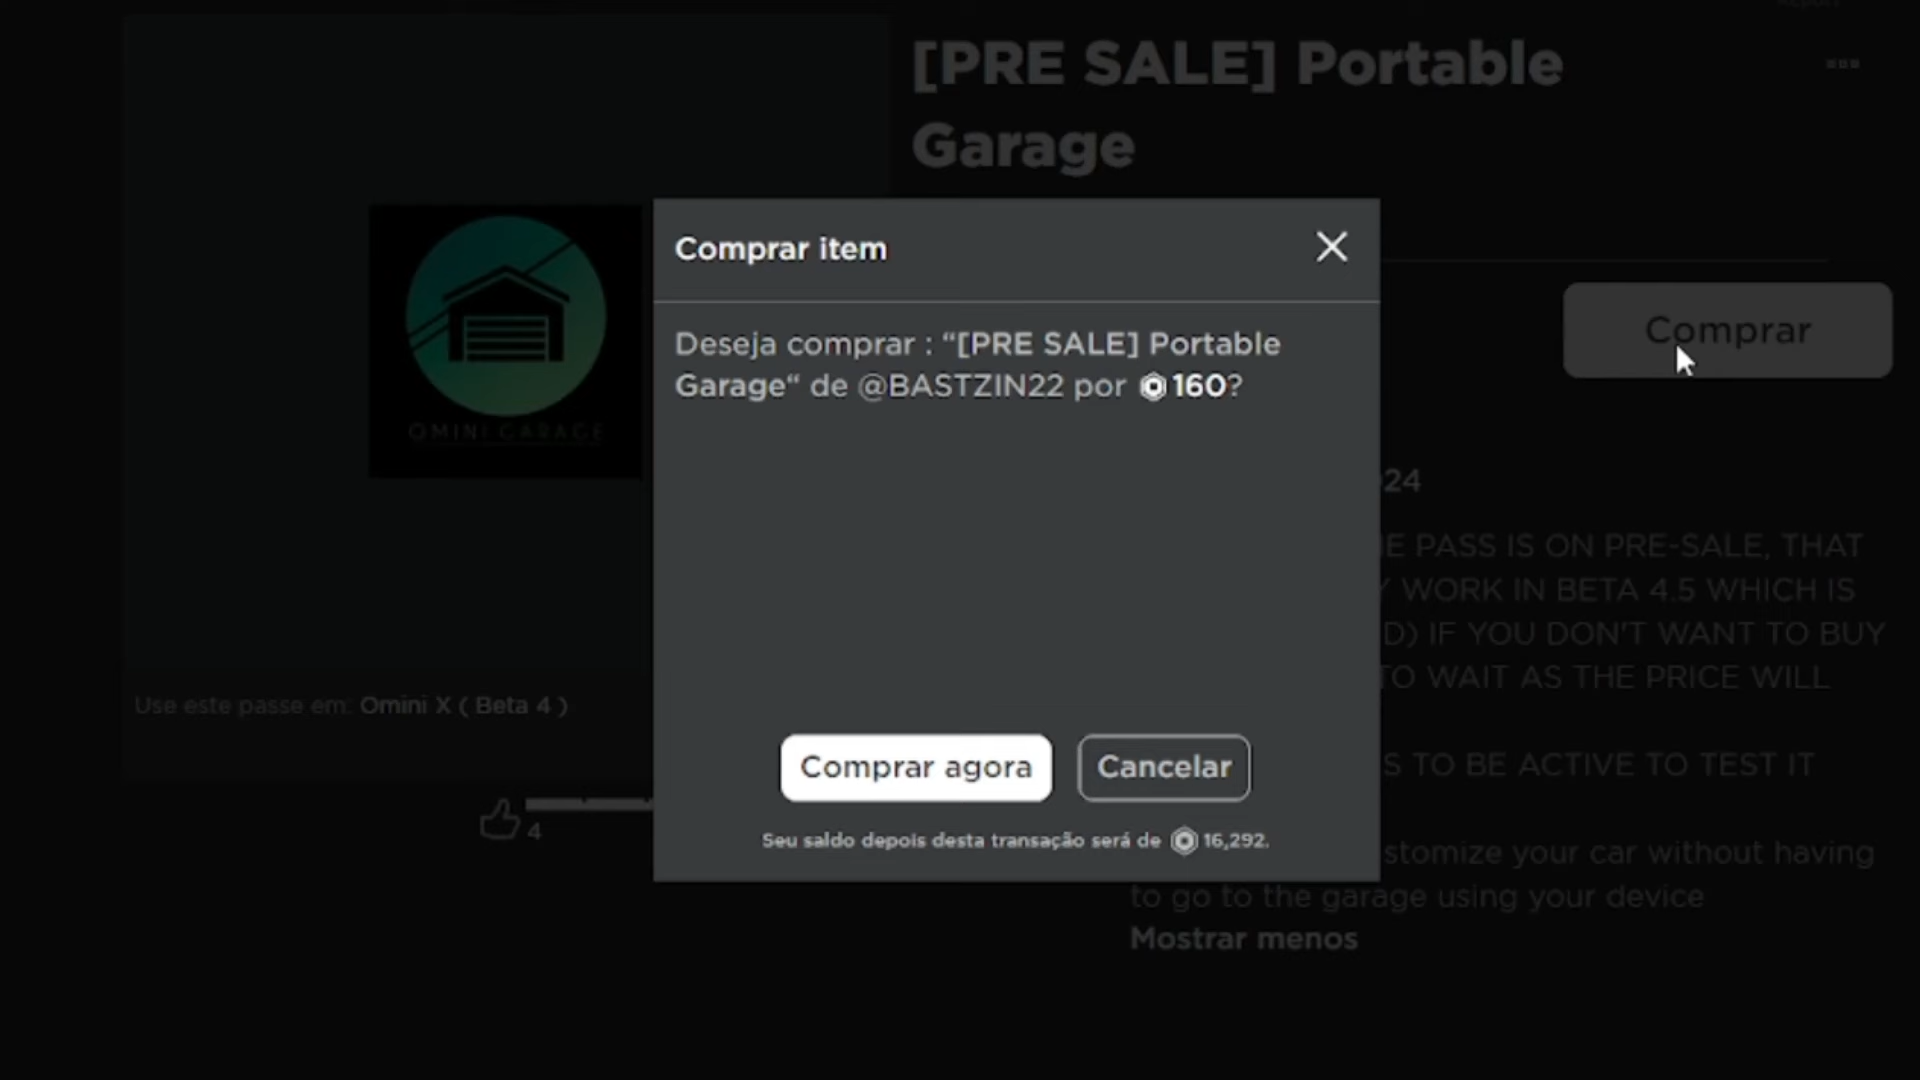 [PRE SALE] Portable
Garage
Comprar item
Comprar
Deseja comprar : “[PRE SALE] Portable
Garage“ de @BASTZIN22 por 160?
OMINI GARAGE
24
E PASS IS ON PRE-SALE, THAT
WORK IN BETA 4.5 WHICH IS
D) IF YOU DON'T WANT TO BUY
TO WAIT AS THE PRICE WILL
Use este passe em: Omini X ( Beta 4 )
S TO BE ACTIVE TO TEST IT
Comprar agora
Cancelar
4
Seu saldo depois desta transação será de 16,292.
stomize your car without having
to go to the garage using your device
Mostrar menos